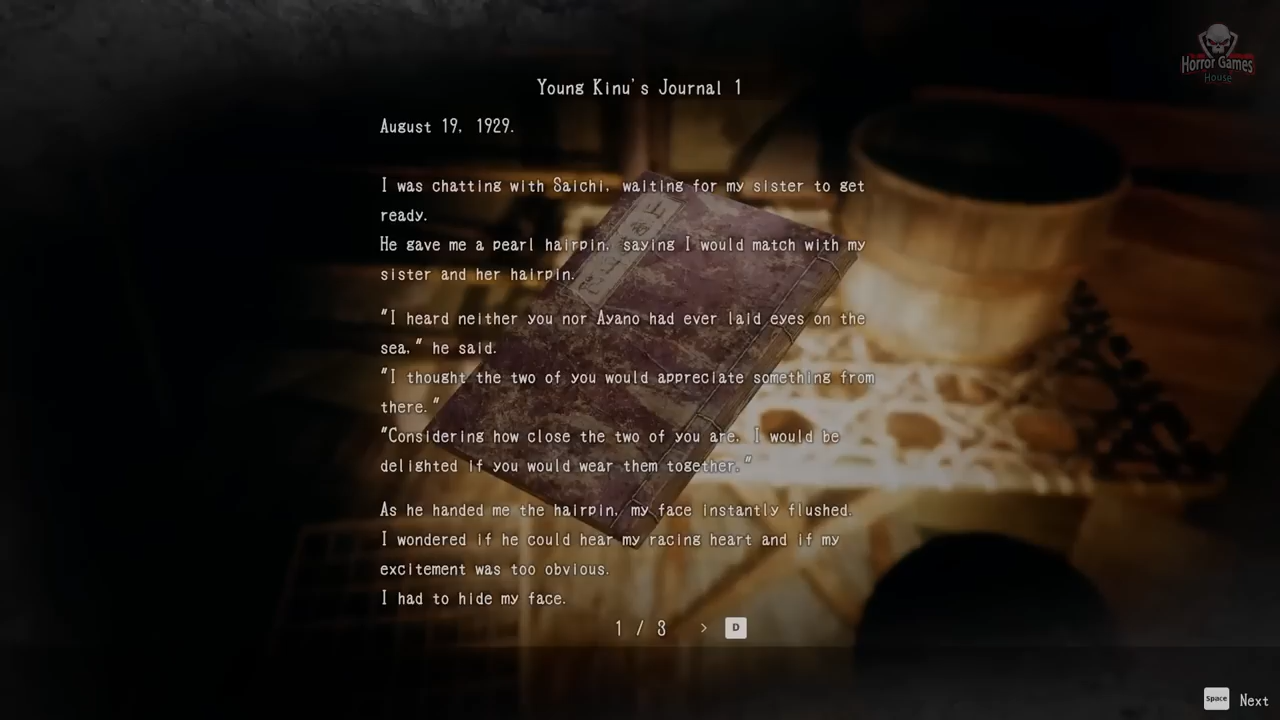 Horror Games
House
Young Kinu's Journal 1
August 19, 1929.
I was chatting with Saichi, waiting for my sister to get
ready.
He gave me a pearl hairpin, saying I would match with my
sister and her hairpin.
"I heard neither you nor Ayano had ever laid eyes on the
sea," he said.
"I thought the two of you would appreciate something from
there."
"Considering how close the two of you are, I would be
delighted if you would wear them together."
As he handed me the hairpin, my face instantly flushed.
I wondered if he could hear my racing heart and if my
excitement was too obvious.
I had to hide my face.
1 / 3 > D
Space Next